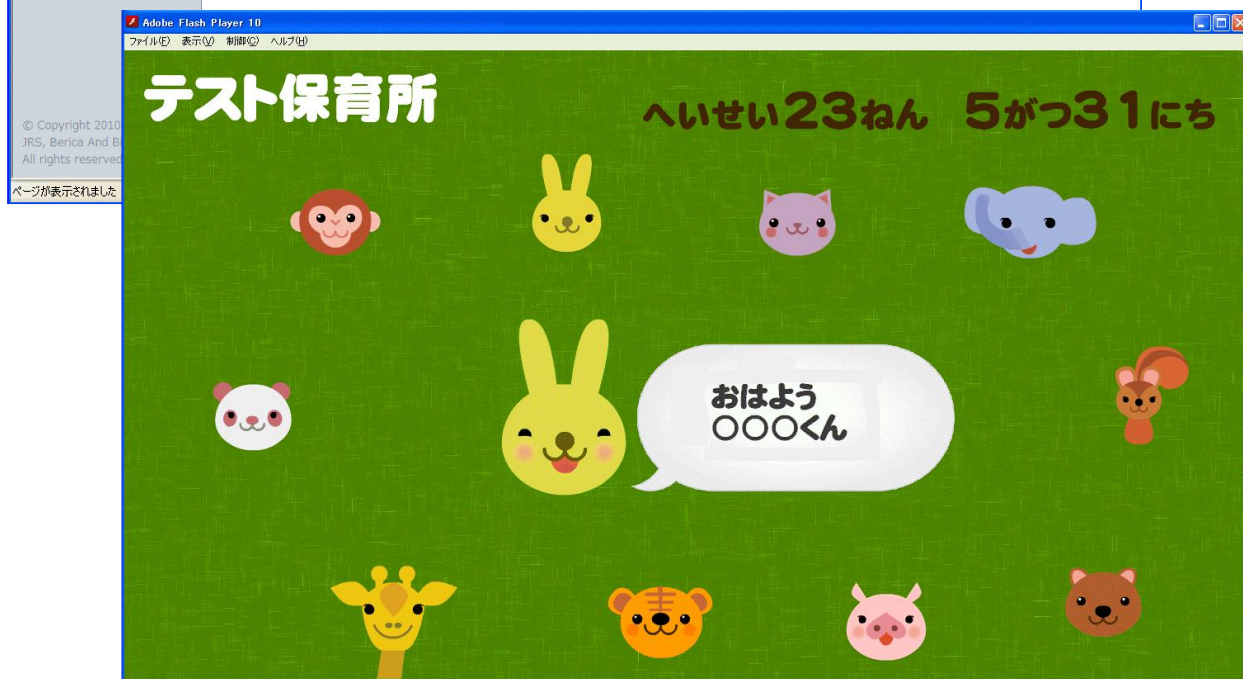 Adobe Flash Player 10
ファイル(F) 表示(V) 制御(C) ヘルプ(H)
テスト保育所
へいせい23ねん 5がつ31にち
おはよう
○○○くん
© Copyright 2010
JRS, Berica And
All rights reserved
ページが表示されました